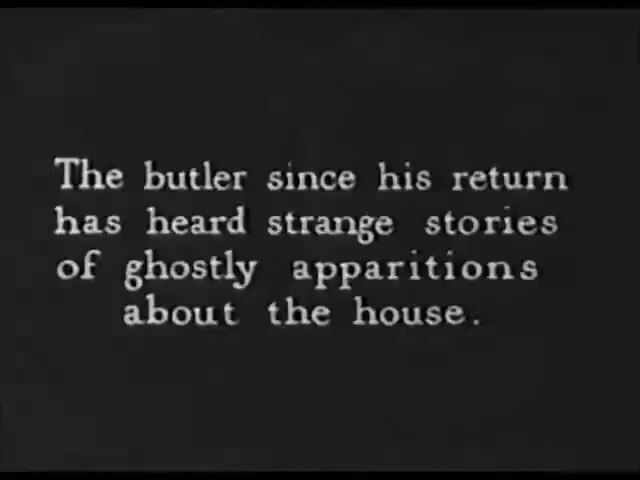 The butler since his return
has heard strange stories
of ghostly apparitions
about the house.